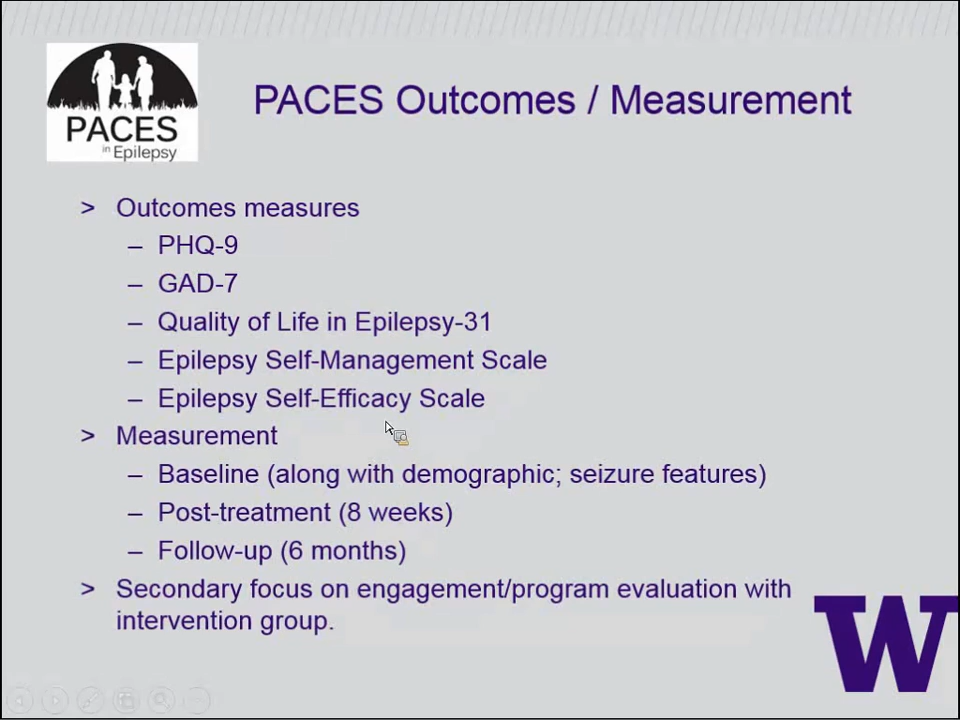 PACES
in Epilepsy
PACES Outcomes / Measurement
> Outcomes measures
– PHQ-9
– GAD-7
– Quality of Life in Epilepsy-31
– Epilepsy Self-Management Scale
– Epilepsy Self-Efficacy Scale
> Measurement
– Baseline (along with demographic; seizure features)
– Post-treatment (8 weeks)
– Follow-up (6 months)
> Secondary focus on engagement/program evaluation with
intervention group.
W